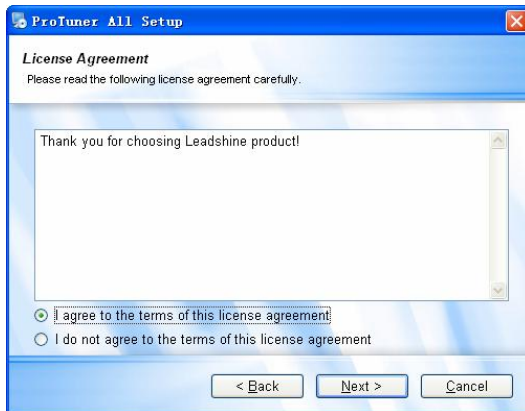 ProTuner All Setup
License Agreement
Please read the following license agreement carefully.
Thank you for choosing Leadshine product!
I agree to the terms of this license agreement
I do not agree to the terms of this license agreement
< Back
Next >
Cancel